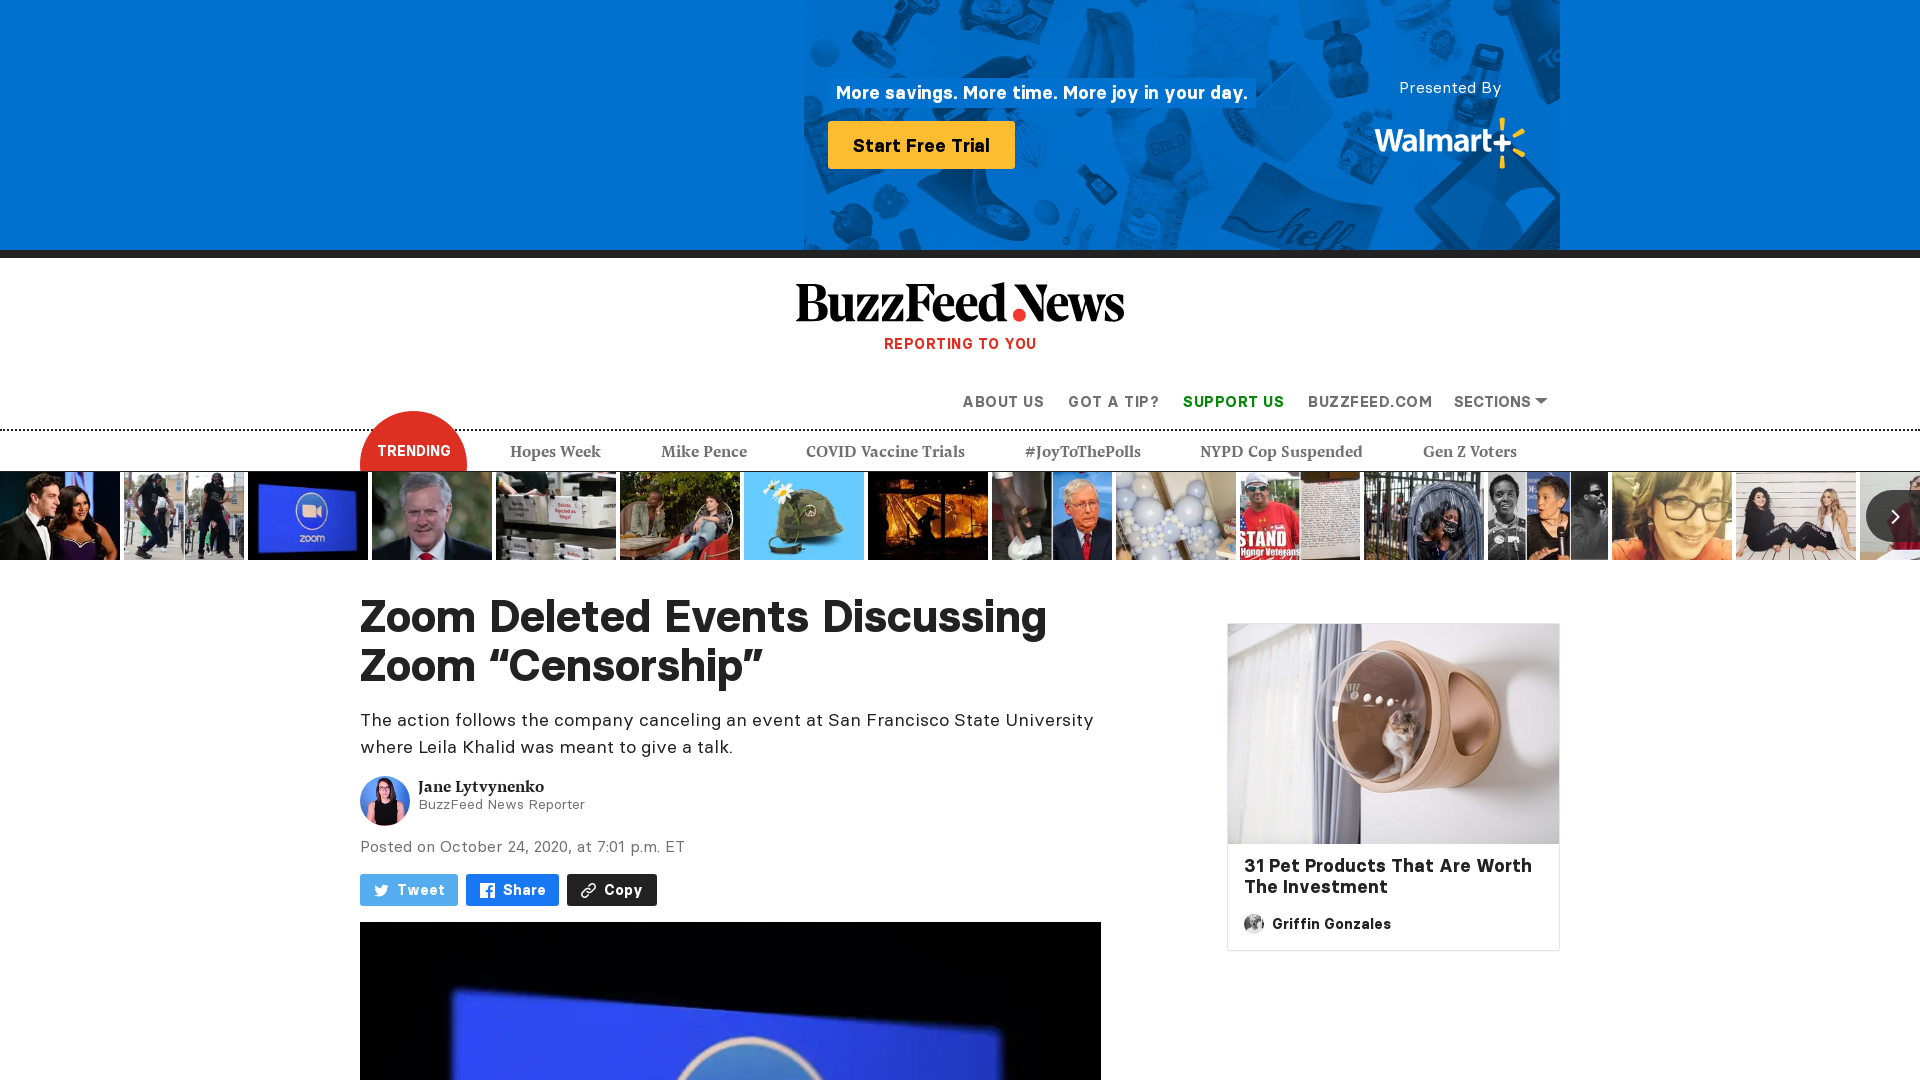 More savings. More time. More joy in your day.
Start Free Trial
Presented By
Walmart+
BuzzFeed News
REPORTING TO YOU
ABOUT US
GOT A TIP?
SUPPORT US
BUZZFEED.COM
SECTIONS
TRENDING
Hopes Week
Mike Pence
COVID Vaccine Trials
#JoyToThePolls
NYPD Cop Suspended
Gen Z Voters
zoom
STAND
Honor Veterans
Zoom Deleted Events Discussing
Zoom “Censorship”
The action follows the company canceling an event at San Francisco State University
where Leila Khalid was meant to give a talk.
Jane Lytvynenko
BuzzFeed News Reporter
Posted on October 24, 2020, at 7:01 p.m. ET
Tweet
Share
Copy
31 Pet Products That Are Worth
The Investment
Griffin Gonzales